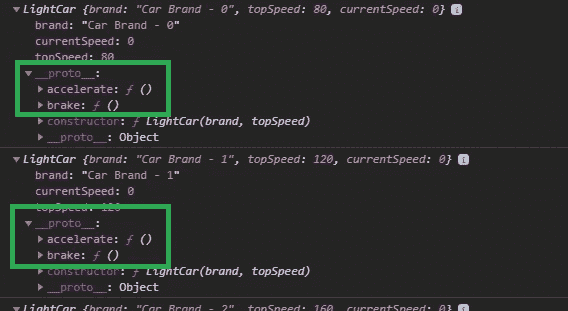 LightCar {brand: "Car Brand - 0", topSpeed: 80, currentSpeed: 0} i
brand: "Car Brand - 0"
currentSpeed: 0
topSpeed: 80
__proto__:
accelerate: ƒ ()
brake: ƒ ()
constructor: ƒ LightCar(brand, topSpeed)
__proto__: Object
LightCar {brand: "Car Brand - 1", topSpeed: 120, currentSpeed: 0} i
brand: "Car Brand - 1"
currentSpeed: 0
topSpeed: 120
__proto__:
accelerate: ƒ ()
brake: ƒ ()
constructor: ƒ LightCar(brand, topSpeed)
__proto__: Object
LightCar {brand: "Car Brand - 2", topSpeed: 160, currentSpeed: 0} i